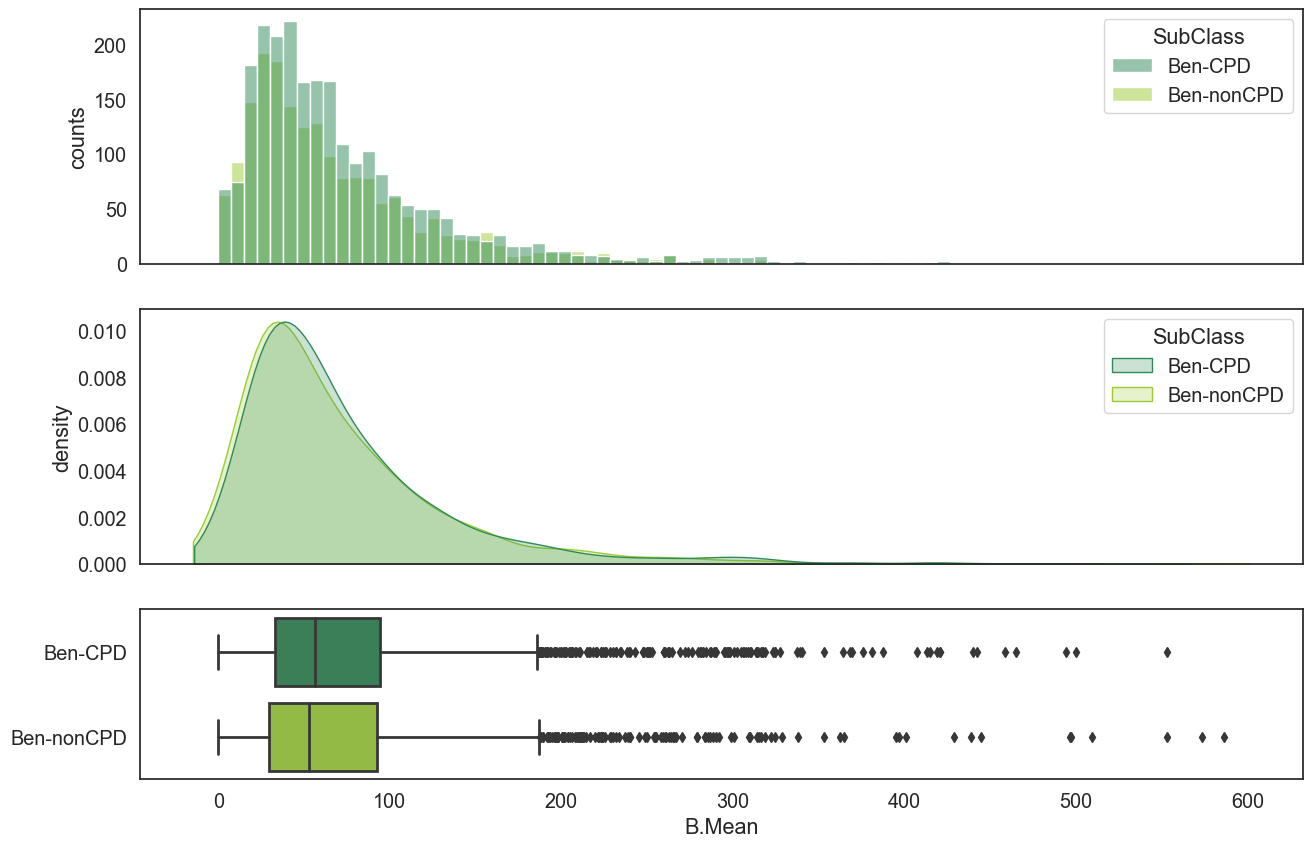 200
150
100
50
0
counts
SubClass
Ben-CPD
Ben-nonCPD
0.010
0.008
0.006
0.004
0.002
0.000
density
SubClass
Ben-CPD
Ben-nonCPD
Ben-CPD
Ben-nonCPD
0 100 200 300 400 500 600
B.Mean